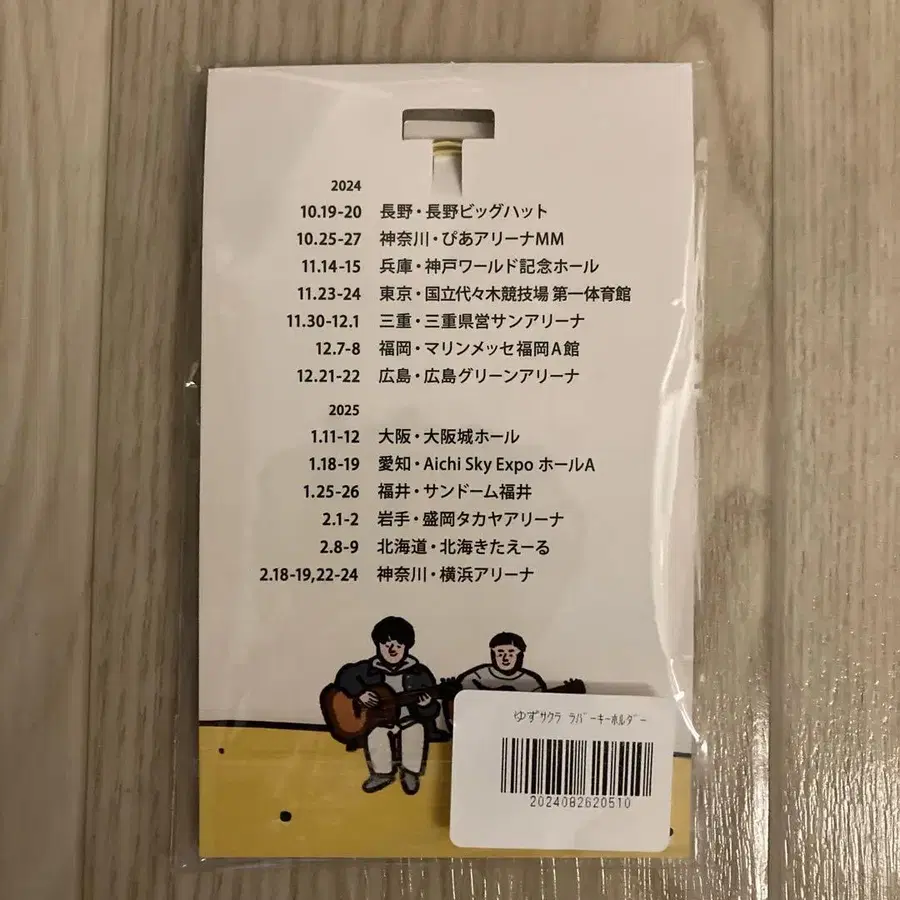 2024
10.19-20 長野・長野ビッグハット
10.25-27 神奈川・ぴあアリーナMM
11.14-15 兵庫・神戸ワールド記念ホール
11.23-24 東京・国立代々木競技場 第一体育館
11.30-12.1 三重・三重県営サンアリーナ
12.7-8 福岡・マリンメッセ福岡A館
12.21-22 広島・広島グリーンアリーナ
2025
1.11-12 大阪・大阪城ホール
1.18-19 愛知・Aichi Sky Expo ホールA
1.25-26 福井・サンドーム福井
2.1-2 岩手・盛岡タカヤアリーナ
2.8-9 北海道・北海きたえーる
2.18-19,22-24 神奈川・横浜アリーナ
ゆずサクラ ラバーキーホルダー
2024082620510